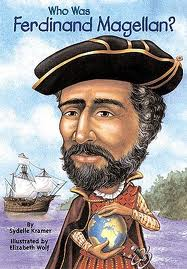 Who Was
Ferdinand Magellan?
By
Sydelle Kramer
Illustrated by
Elizabeth Wolf